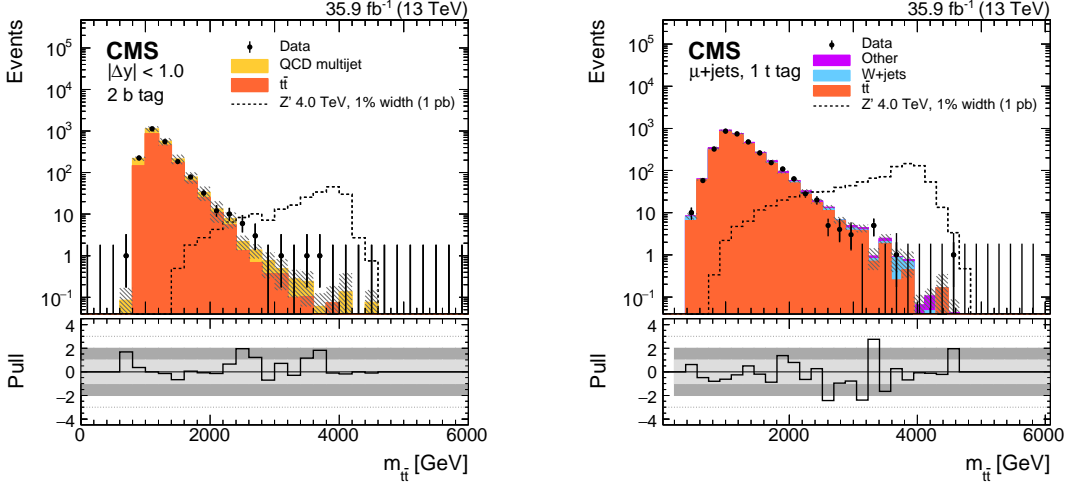 35.9 fb⁻¹ (13 TeV)
CMS
|Δy| < 1.0
2 b tag
Data
QCD multijet
tt̄
Z' 4.0 TeV, 1% width (1 pb)
Events
10⁵
10⁴
10³
10²
10
1
10⁻¹
Pull
4
2
0
−2
−4
0 2000 4000 6000
m_tt̄ [GeV]
35.9 fb⁻¹ (13 TeV)
CMS
μ+jets, 1 t tag
Data
Other
W+jets
tt̄
Z' 4.0 TeV, 1% width (1 pb)
Events
10⁵
10⁴
10³
10²
10
1
10⁻¹
Pull
4
2
0
−2
−4
2000 4000 6000
m_tt̄ [GeV]